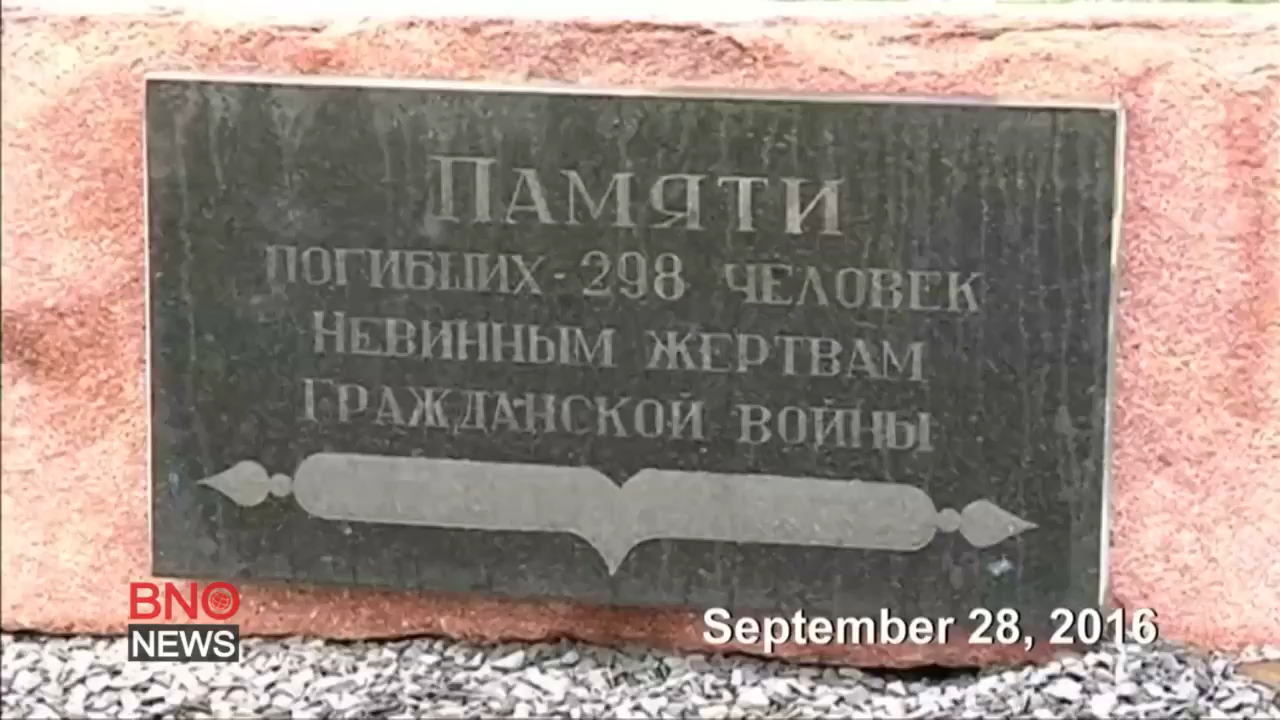 Памяти
погибших - 298 человек
Невинным жертвам
Гражданской войны
BNO
NEWS
September 28, 2016